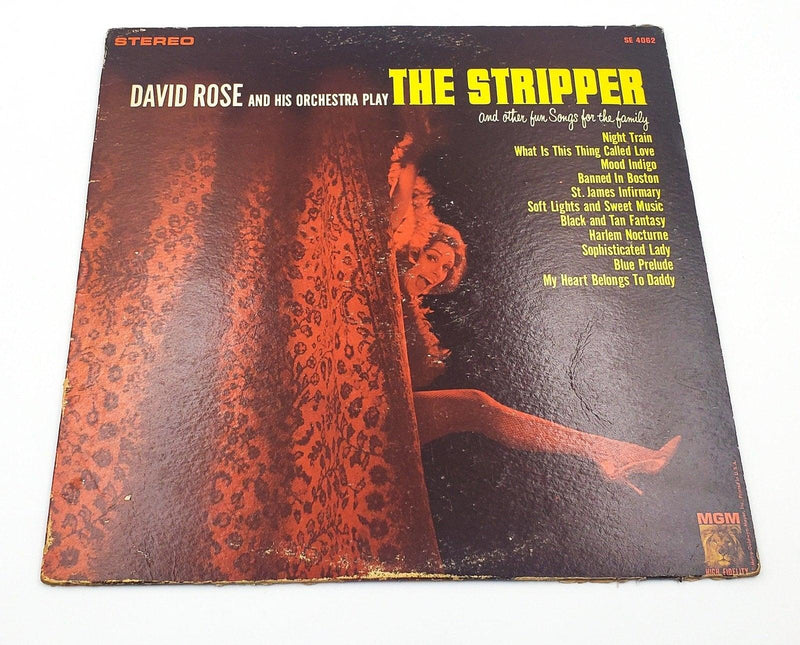 STEREO
SE 4062
DAVID ROSE AND HIS ORCHESTRA PLAY THE STRIPPER
and other fun Songs for the family
Night Train
What Is This Thing Called Love
Mood Indigo
Banned In Boston
St. James Infirmary
Soft Lights and Sweet Music
Black and Tan Fantasy
Harlem Nocturne
Sophisticated Lady
Blue Prelude
My Heart Belongs To Daddy
MGM
HIGH FIDELITY